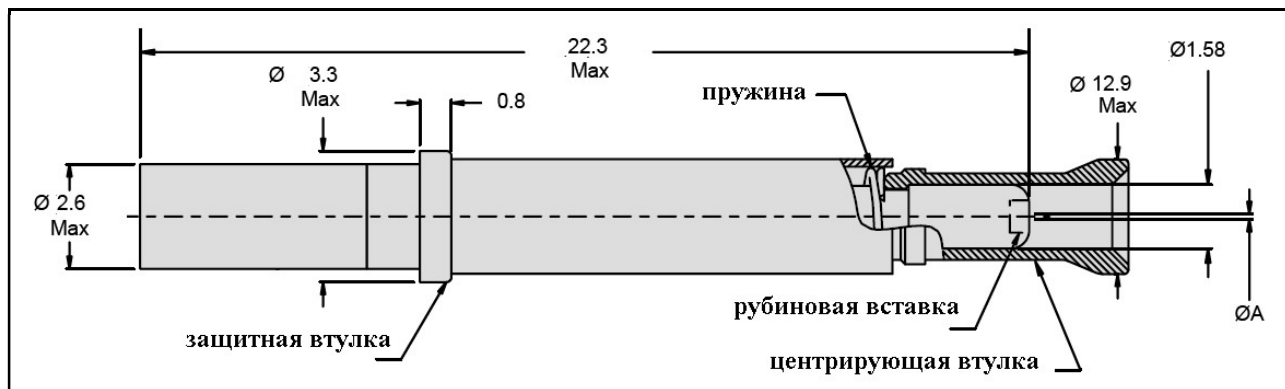 22.3
Max
Ø1.58
Ø 3.3
Max
0.8
пружина
Ø 12.9
Max
Ø 2.6
Max
рубиновая вставка
ØA
защитная втулка
центрирующая втулка